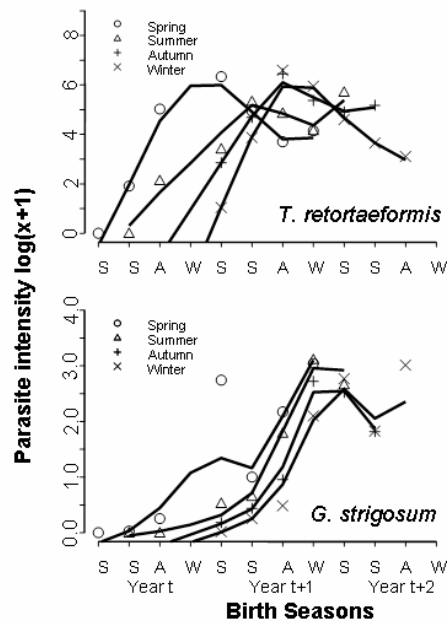 Parasite intensity log(x+1)
8
6
4
2
0
Spring
Summer
Autumn
Winter
T. retortaeformis
S S A W S S A W S S A W
4.0
3.0
2.0
1.0
0.0
Spring
Summer
Autumn
Winter
G. strigosum
S S A W S S A W S S A W
Year t Year t+1 Year t+2
Birth Seasons